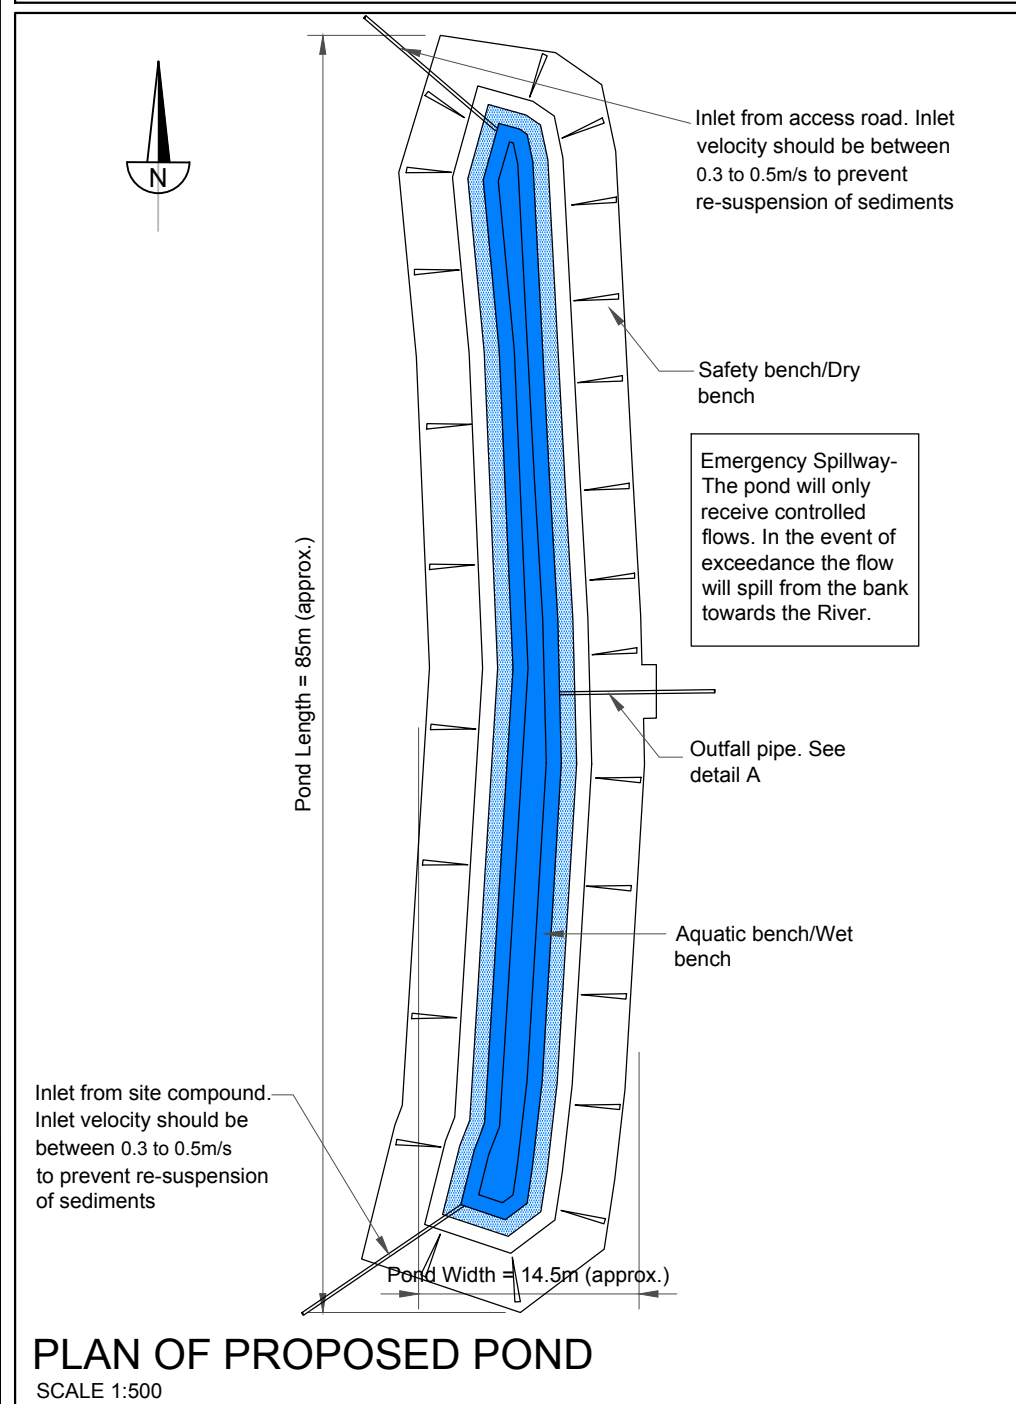 N
Inlet from access road. Inlet
velocity should be between
0.3 to 0.5m/s to prevent
re-suspension of sediments
Safety bench/Dry
bench
Emergency Spillway-
The pond will only
receive controlled
flows. In the event of
exceedance the flow
will spill from the bank
towards the River.
Pond Length = 85m (approx.)
Outfall pipe. See
detail A
Aquatic bench/Wet
bench
Inlet from site compound.
Inlet velocity should be
between 0.3 to 0.5m/s
to prevent re-suspension
of sediments
Pond Width = 14.5m (approx.)
PLAN OF PROPOSED POND
SCALE 1:500